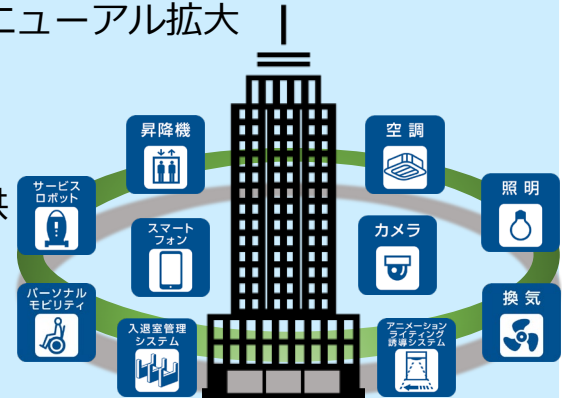 ニューアル拡大
昇降機
空調
サービス
ロボット
照明
供
スマート
フォン
カメラ
パーソナル
モビリティ
換気
入退室管理
システム
アニメーション
ライティング
誘導システム